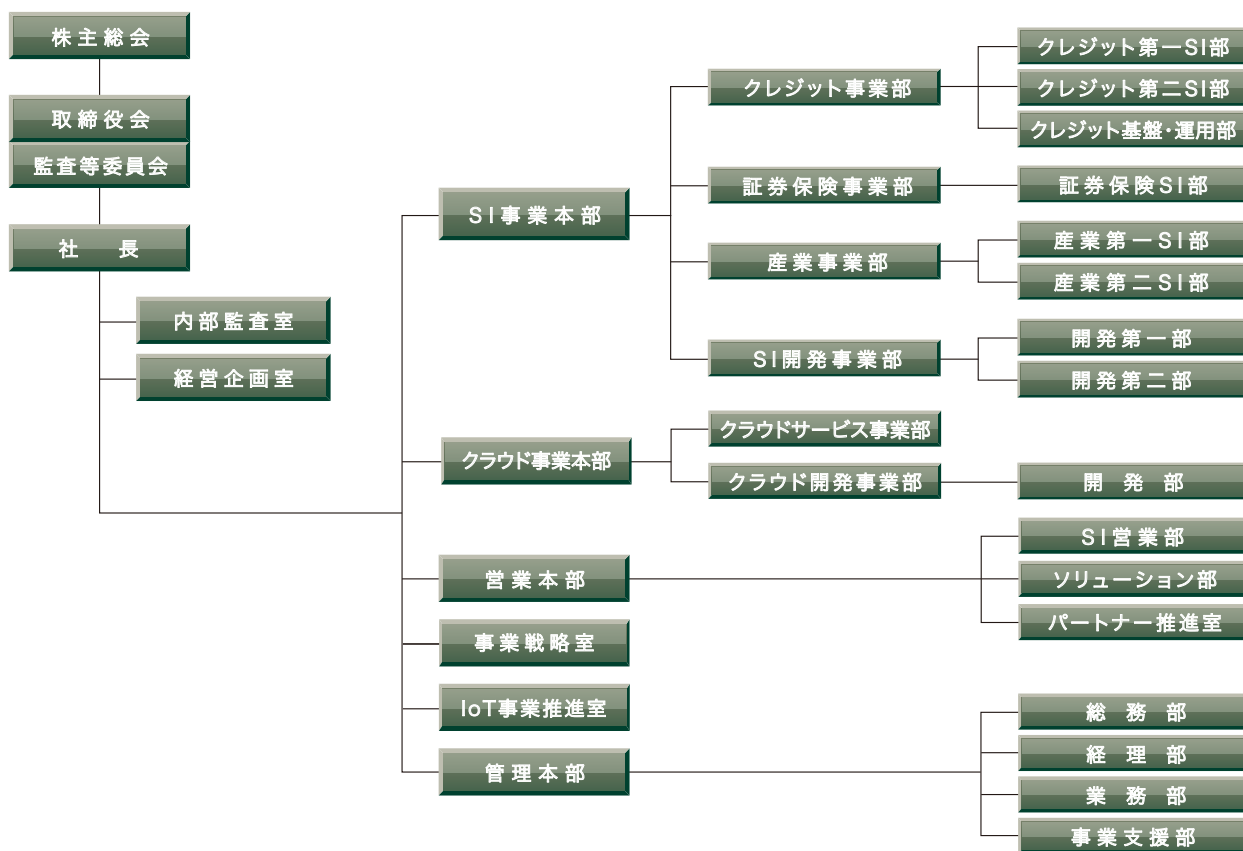 株主総会
取締役会
監査等委員会
社　長
内部監査室
経営企画室
SI事業本部
クレジット事業部
クレジット第一SI部
クレジット第二SI部
クレジット基盤・運用部
証券保険事業部
証券保険SI部
産業事業部
産業第一SI部
産業第二SI部
SI開発事業部
開発第一部
開発第二部
クラウド事業本部
クラウドサービス事業部
クラウド開発事業部
開発部
営業本部
SI営業部
ソリューション部
パートナー推進室
事業戦略室
IoT事業推進室
管理本部
総務部
経理部
業務部
事業支援部